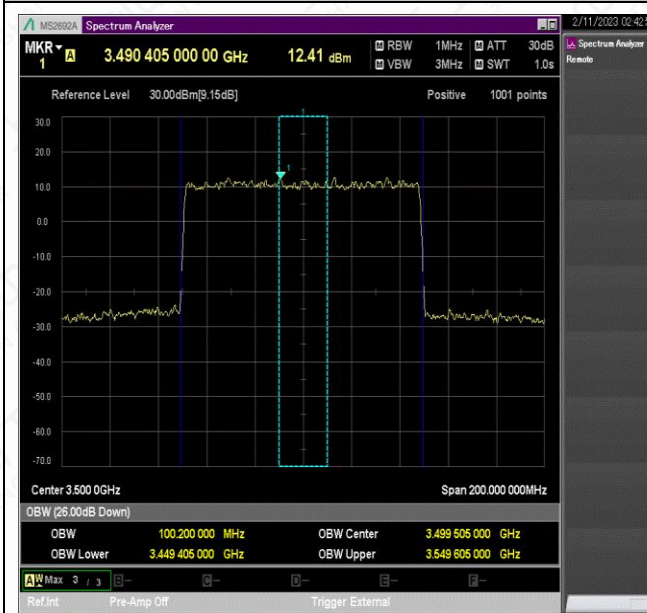 MS2692A Spectrum Analyzer
2/11/2023 02:42:5
MKR 1 A 3.490 405 000 00 GHz 12.41 dBm
M RBW 1MHz M ATT 30dB
M VBW 3MHz M SWT 1.0s
Spectrum Analyzer
Remote
Reference Level 30.00dBm[9.15dB] Positive 1001 points
30.0
1
20.0
1
10.0
0.0
-10.0
-20.0
-30.0
-40.0
-50.0
-60.0
-70.0
Center 3.500 0GHz Span 200.000 000MHz
OBW (26.00dB Down)
OBW 100.200 000 MHz OBW Center 3.499 505 000 GHz
OBW Lower 3.449 405 000 GHz OBW Upper 3.549 605 000 GHz
A W Max 3 / 3 B- C- D- E- F-
Ref.Int Pre-Amp Off Trigger External